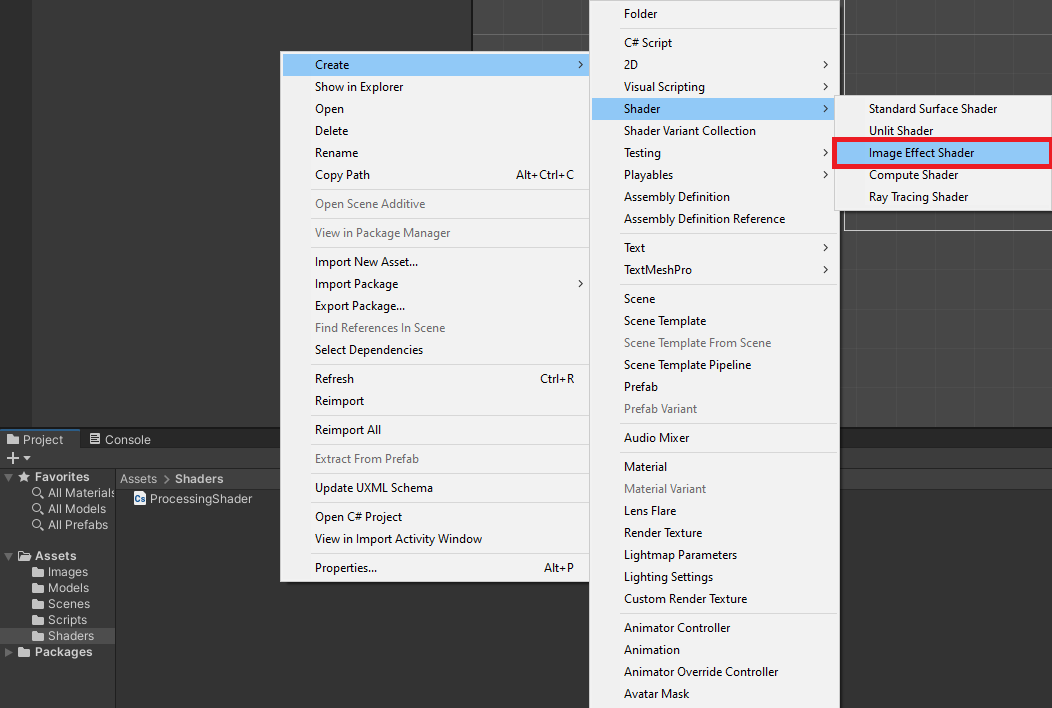 Create
Show in Explorer
Open
Delete
Rename
Copy Path Alt+Ctrl+C
Open Scene Additive
View in Package Manager
Import New Asset...
Import Package
Export Package...
Find References In Scene
Select Dependencies
Refresh Ctrl+R
Reimport
Reimport All
Extract From Prefab
Update UXML Schema
Open C# Project
View in Import Activity Window
Properties... Alt+P
Folder
C# Script
2D
Visual Scripting
Shader
Shader Variant Collection
Testing
Playables
Assembly Definition
Assembly Definition Reference
Text
TextMeshPro
Scene
Scene Template
Scene Template From Scene
Scene Template Pipeline
Prefab
Prefab Variant
Audio Mixer
Material
Material Variant
Lens Flare
Render Texture
Lightmap Parameters
Lighting Settings
Custom Render Texture
Animator Controller
Animation
Animator Override Controller
Avatar Mask
Standard Surface Shader
Unlit Shader
Image Effect Shader
Compute Shader
Ray Tracing Shader
Project Console
Favorites
All Materials
All Models
All Prefabs
Assets
Images
Models
Scenes
Scripts
Shaders
Packages
Assets > Shaders
Cs ProcessingShader